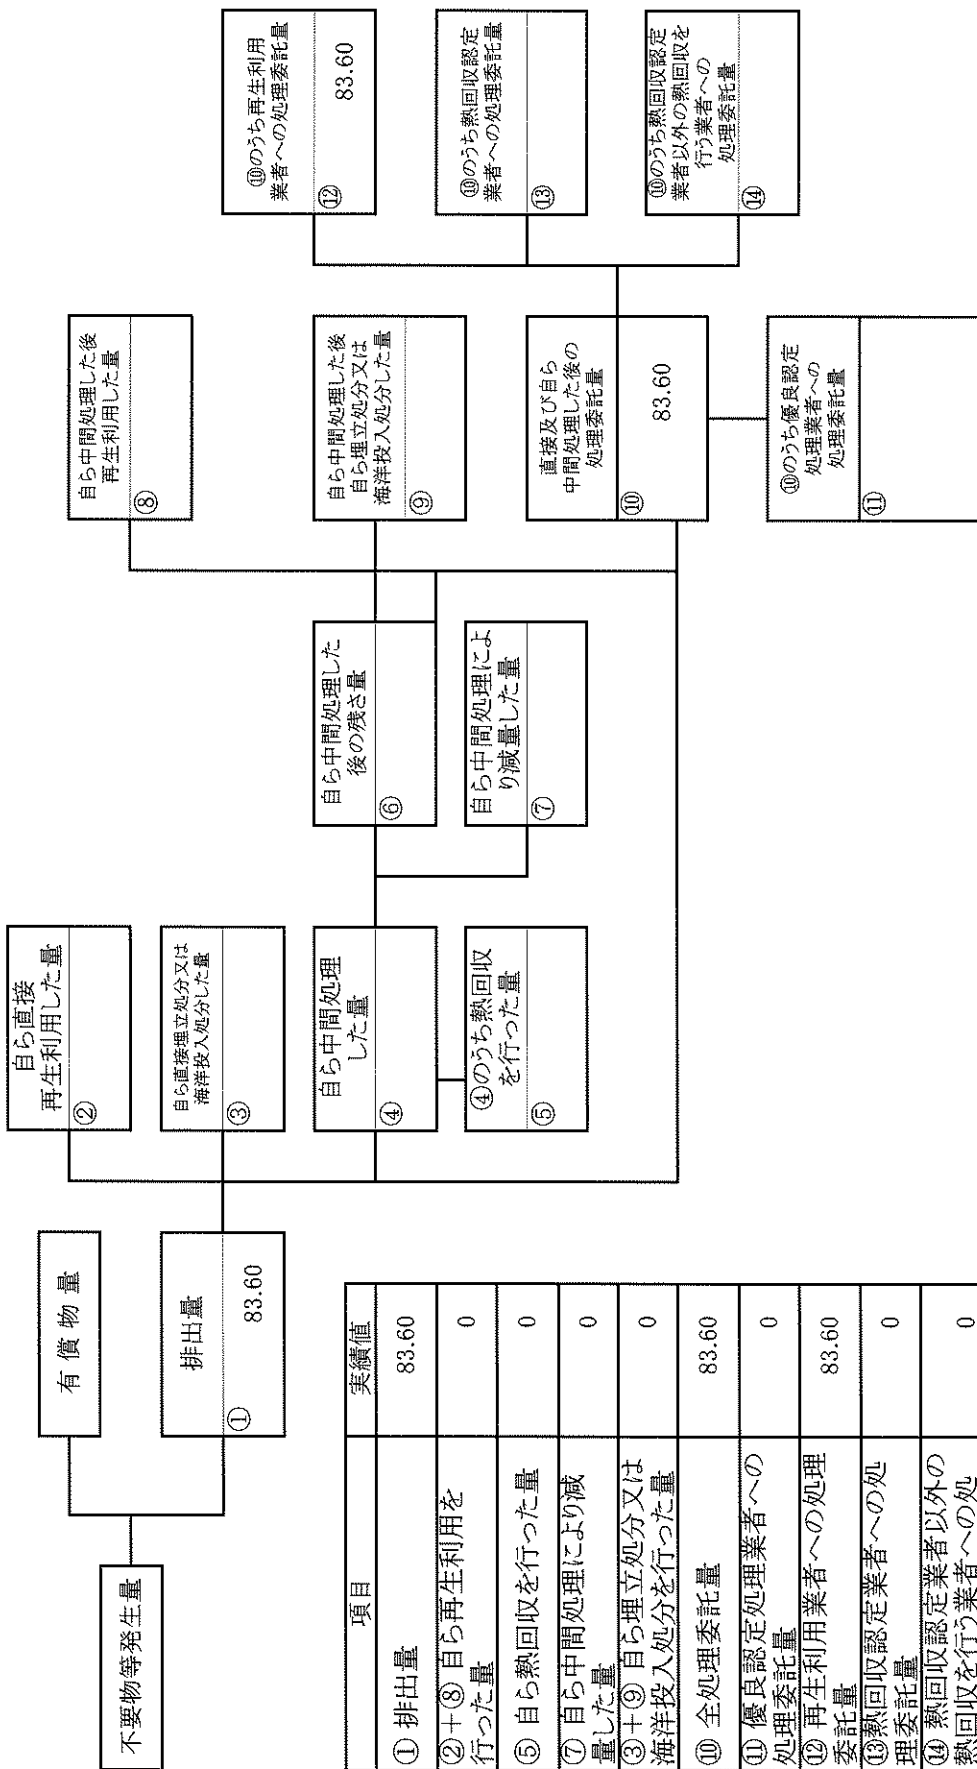 不要物等発生量
有償物量
排出量
①
83.60
自ら直接
再生利用した量
②
自ら直接埋立処分又は
海洋投入処分した量
③
自ら中間処理
した量
④
④のうち熱回収
を行った量
⑤
自ら中間処理した
後の残さ量
⑥
自ら中間処理によ
り減量した量
⑦
自ら中間処理した後
再生利用した量
⑧
自ら中間処理した後
自ら埋立処分又は
海洋投入処分した量
⑨
直接及び自ら
中間処理した後の
処理委託量
⑩
83.60
⑩のうち優良認定
処理業者への
処理委託量
⑪
⑩のうち再生利用
業者への処理委託量
⑫
83.60
⑩のうち熱回収認定
業者への処理委託量
⑬
⑩のうち熱回収認定
業者以外の熱回収を
行う業者への
処理委託量
⑭
項目 実績値
①排出量 83.60
②+⑧自ら再生利用を
行った量 0
⑤自ら熱回収を行った量 0
⑦自ら中間処理により減
量した量 0
③+⑨自ら埋立処分又は
海洋投入処分を行った量 0
⑩全処理委託量 83.60
⑪優良認定処理業者への
処理委託量 0
⑫再生利用業者への処理
委託量 83.60
⑬熱回収認定業者への処
理委託量 0
⑭熱回収認定業者以外の
熱回収を行う業者への処 0